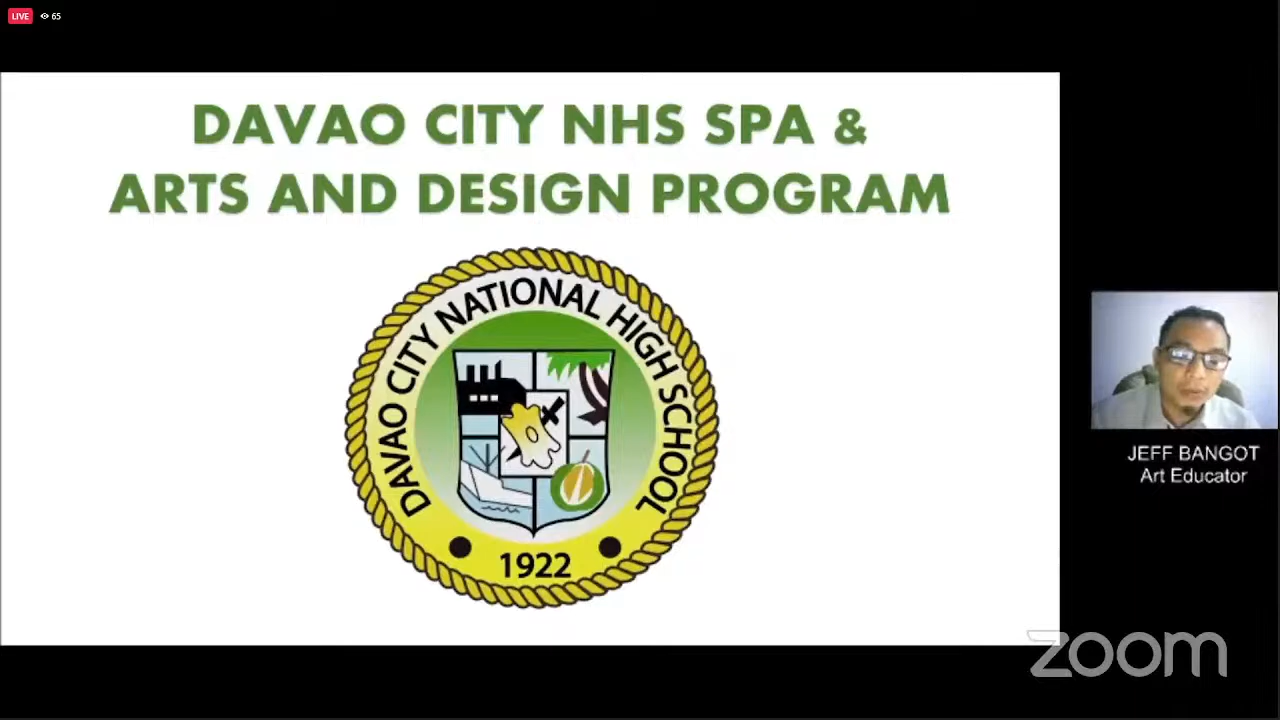 LIVE 65
DAVAO CITY NHS SPA &
ARTS AND DESIGN PROGRAM
DAVAO CITY NATIONAL HIGH SCHOOL
1922
JEFF BANGOT
Art Educator
zoom